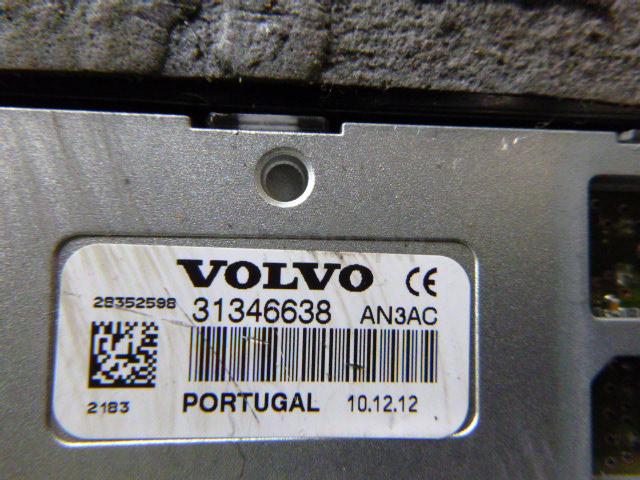 VOLVO CE
28352598 31346638 AN3AC
2183 PORTUGAL 10.12.12